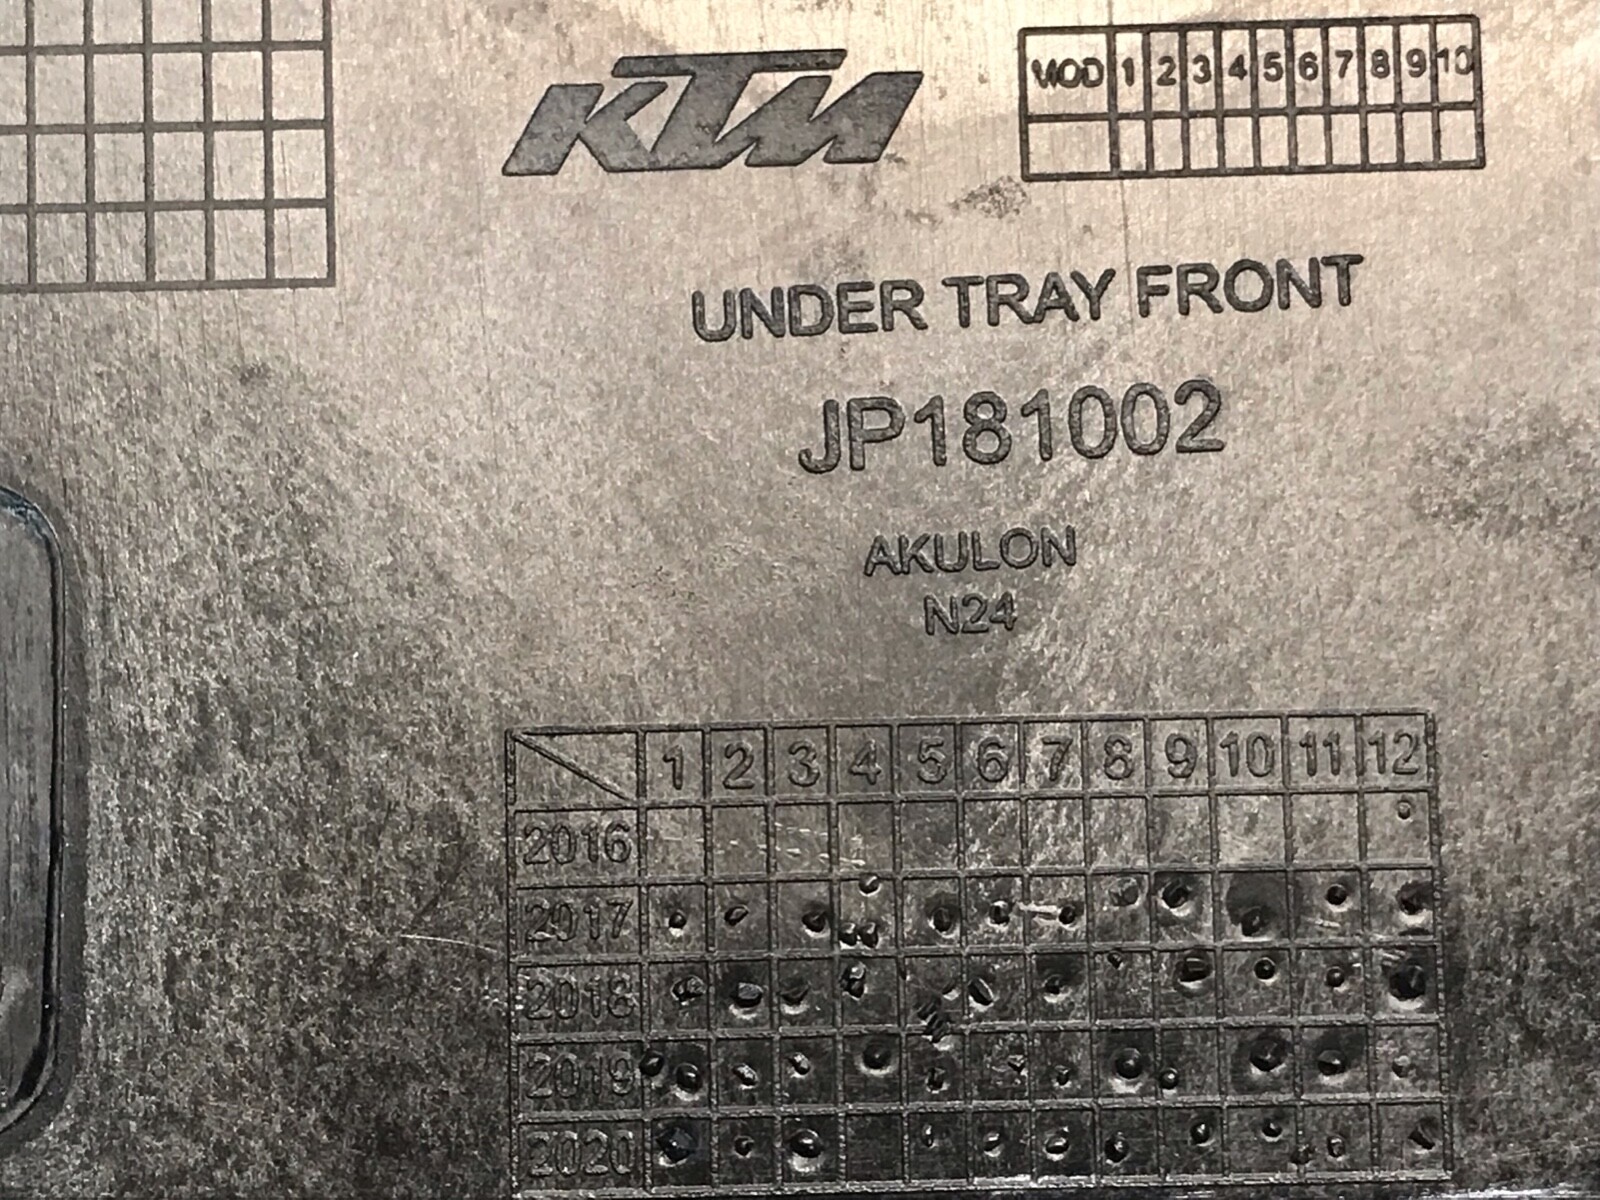 KTM
MOD 1 2 3 4 5 6 7 8 9 10
UNDER TRAY FRONT
JP181002
AKULON
N24
1 2 3 4 5 6 7 8 9 10 11 12
2016
2017
2018
2019
2020